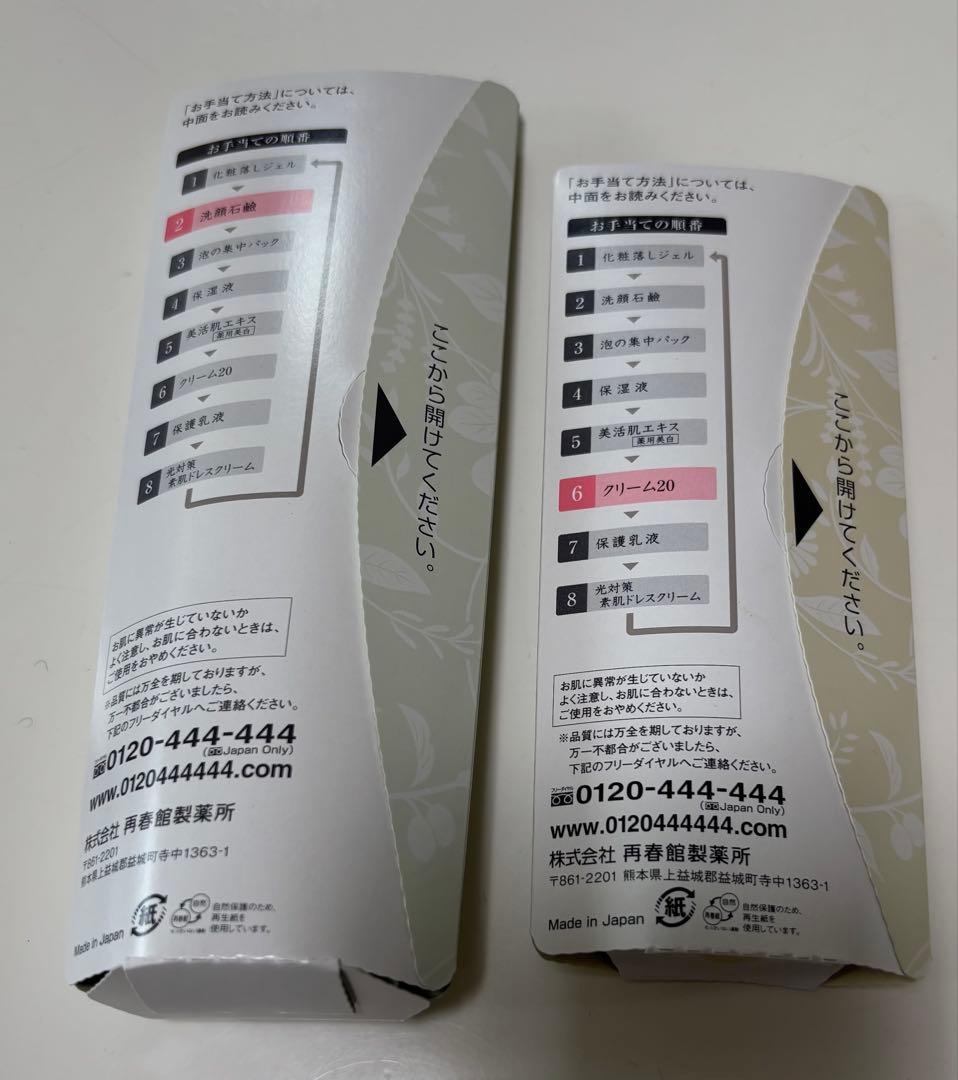 「お手当て方法」については、
中面をお読みください。
お手当ての順番
1 化粧落しジェル
2 洗顔石鹸
3 泡の集中パック
4 保湿液
5 美活肌エキス
薬用美白
6 クリーム20
7 保護乳液
8 光対策
素肌ドレスクリーム
ここから開けてください。
お肌に異常が生じていないか
よく注意し、お肌に合わないときは、
ご使用をおやめください。
※品質には万全を期しておりますが、
万一不都合がございましたら、
下記のフリーダイヤルへご連絡ください。
0120-444-444
(Japan Only)
www.0120444444.com
株式会社 再春館製薬所
〒861-2201
熊本県上益城郡益城町寺中1363-1
Made in Japan
紙
自然
再春館
自然保護のため、
再生紙を
使用しています。
「お手当て方法」については、
中面をお読みください。
お手当ての順番
1 化粧落しジェル
2 洗顔石鹸
3 泡の集中パック
4 保湿液
5 美活肌エキス
薬用美白
6 クリーム20
7 保護乳液
8 光対策
素肌ドレスクリーム
ここから開けてください。
お肌に異常が生じていないか
よく注意し、お肌に合わないときは、
ご使用をおやめください。
※品質には万全を期しておりますが、
万一不都合がございましたら、
下記のフリーダイヤルへご連絡ください。
フリーダイヤル
0120-444-444
(Japan Only)
www.0120444444.com
株式会社 再春館製薬所
〒861-2201 熊本県上益城郡益城町寺中1363-1
Made in Japan
紙
自然
再春館
自然保護のため、
再生紙を
使用しています。